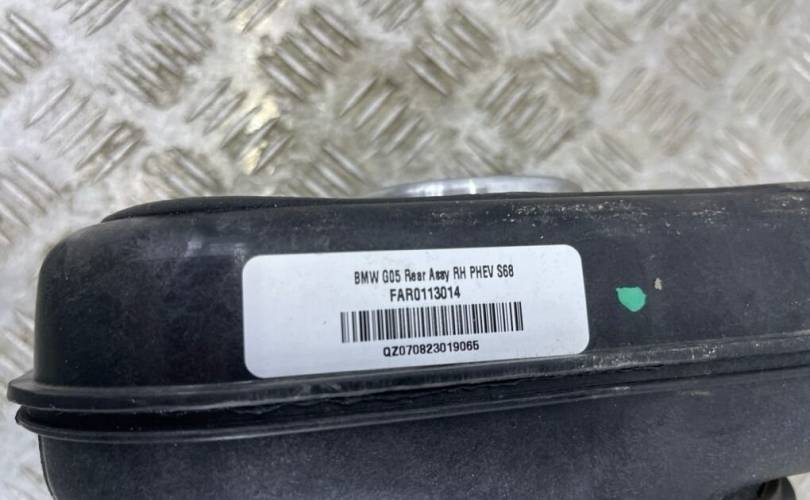 BMW G05 Rear Assy RH PHEV S68
FAR0113014
QZ070823019065